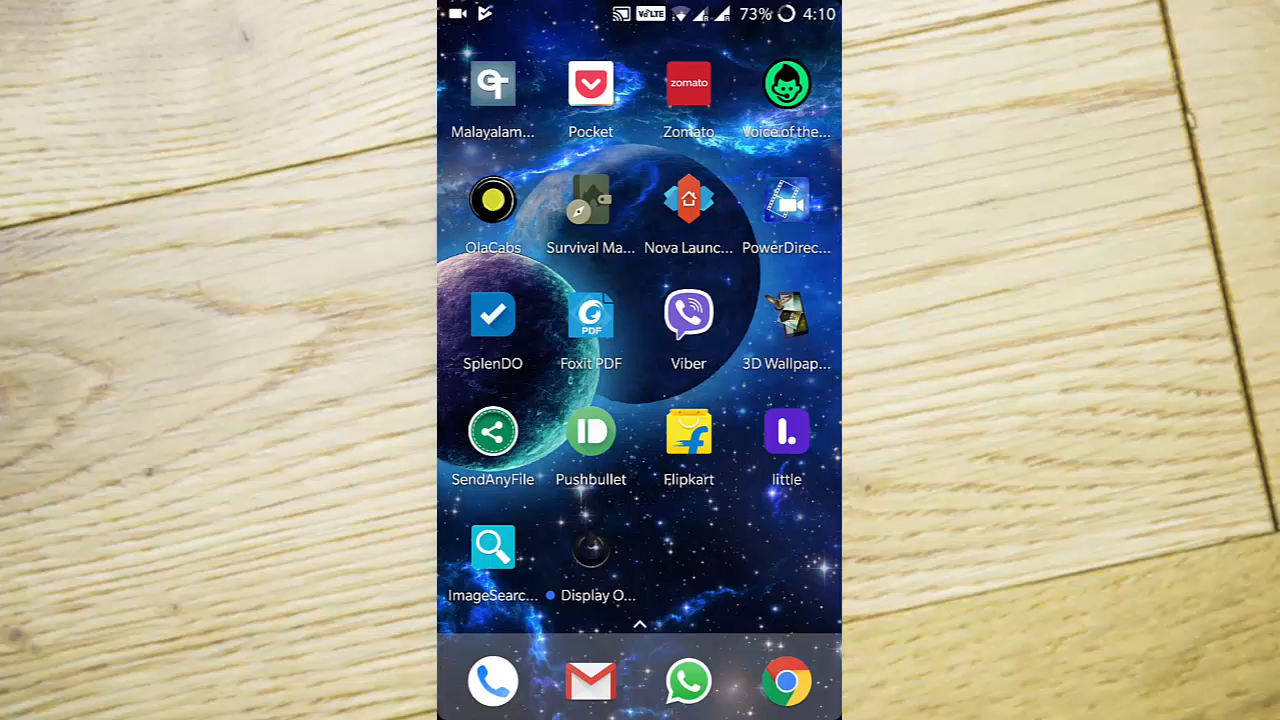 VoLTE 73% 4:10
zomato
Malayalam... Pocket Zomato Voice of the...
OlaCabs Survival Ma... Nova Launc... PowerDirec...
PDF
SplenDO Foxit PDF Viber 3D Wallpap...
l.
SendAnyFile Pushbullet Flipkart little
ImageSearc... Display O...